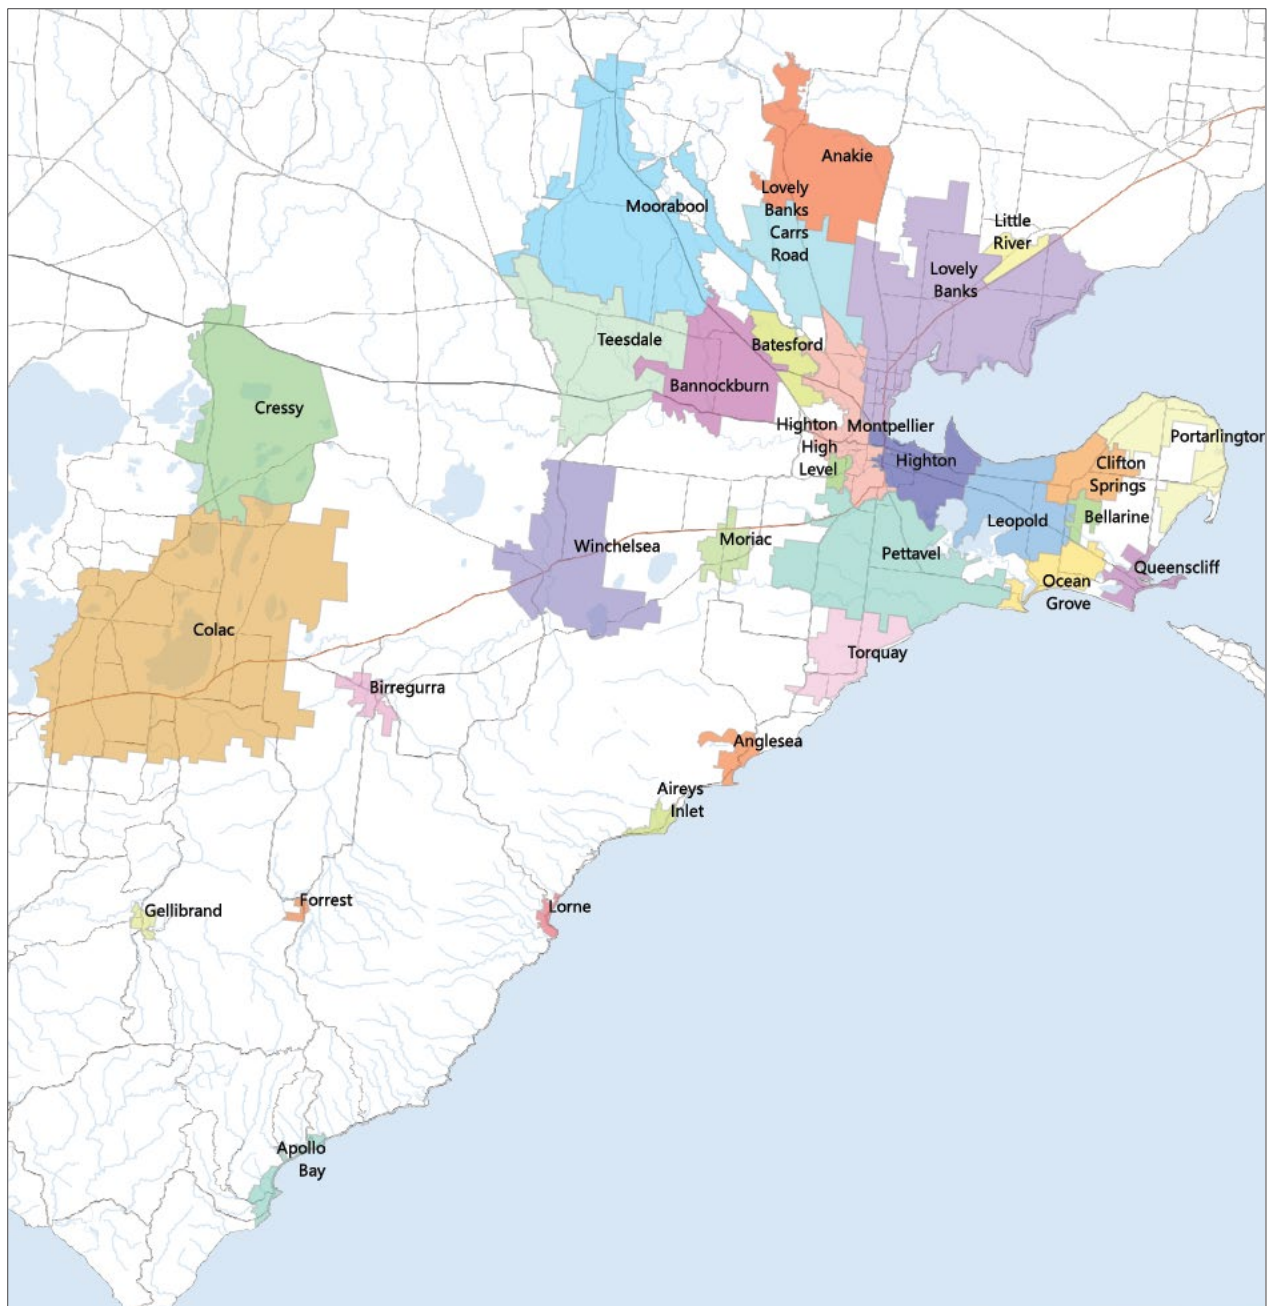 Anakie
Lovely
Banks
Carrs
Road
Moorabool
Little
River
Lovely
Banks
Teesdale
Batesford
Bannockburn
Cressy
Highton
High
Level
Montpellier
Highton
Portarlington
Clifton
Springs
Leopold
Bellarine
Winchelsea
Moriac
Pettavel
Queenscliff
Ocean
Grove
Colac
Torquay
Birregurra
Anglesea
Aireys
Inlet
Forrest
Lorne
Gellibrand
Apollo
Bay